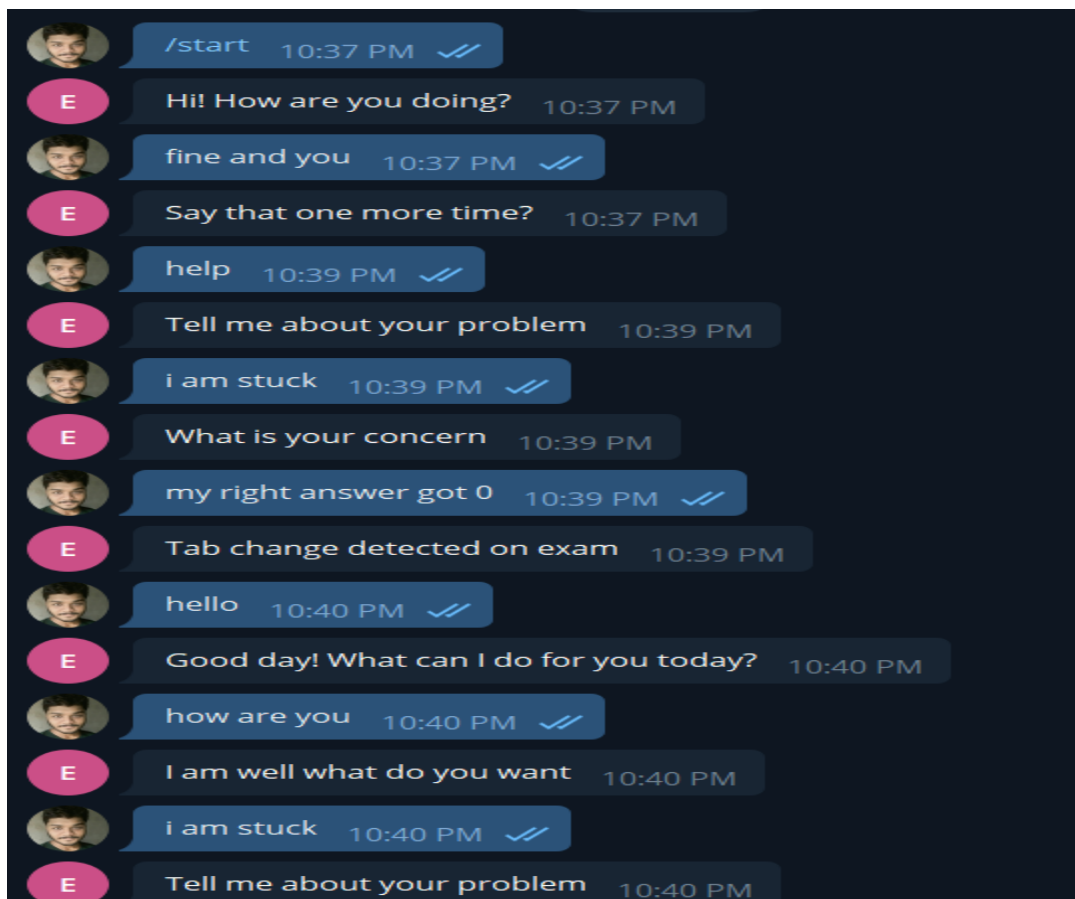 /start 10:37 PM
E
Hi! How are you doing? 10:37 PM
fine and you 10:37 PM
E
Say that one more time? 10:37 PM
help 10:39 PM
E
Tell me about your problem 10:39 PM
i am stuck 10:39 PM
E
What is your concern 10:39 PM
my right answer got 0 10:39 PM
E
Tab change detected on exam 10:39 PM
hello 10:40 PM
E
Good day! What can I do for you today? 10:40 PM
how are you 10:40 PM
E
I am well what do you want 10:40 PM
i am stuck 10:40 PM
E
Tell me about your problem 10:40 PM